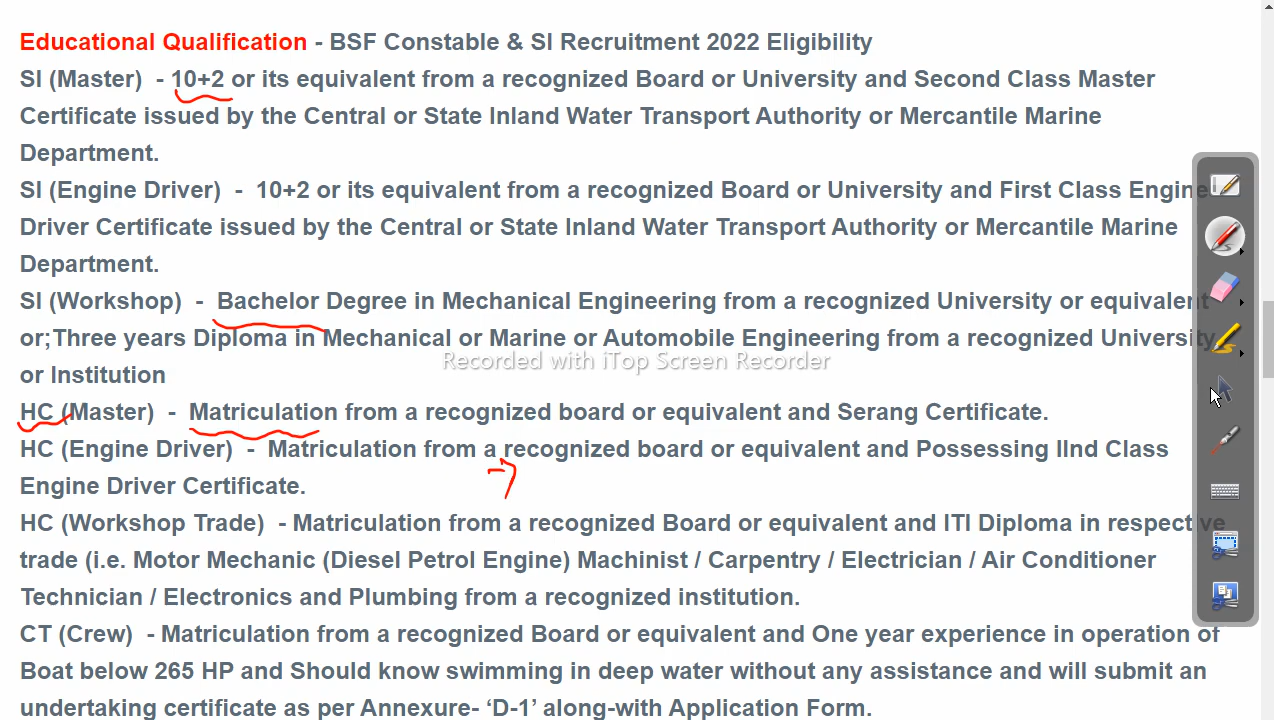 Educational Qualification - BSF Constable & SI Recruitment 2022 Eligibility
SI (Master)  - 10+2 or its equivalent from a recognized Board or University and Second Class Master
Certificate issued by the Central or State Inland Water Transport Authority or Mercantile Marine
Department.
SI (Engine Driver)  -  10+2 or its equivalent from a recognized Board or University and First Class Engine
Driver Certificate issued by the Central or State Inland Water Transport Authority or Mercantile Marine
Department.
SI (Workshop)  -  Bachelor Degree in Mechanical Engineering from a recognized University or equivalent
or;Three years Diploma in Mechanical or Marine or Automobile Engineering from a recognized University
Recorded with iTop Screen Recorder
or Institution
HC (Master)  -  Matriculation from a recognized board or equivalent and Serang Certificate.
HC (Engine Driver)  -  Matriculation from a recognized board or equivalent and Possessing IInd Class
Engine Driver Certificate.
HC (Workshop Trade)  - Matriculation from a recognized Board or equivalent and ITI Diploma in respective
trade (i.e. Motor Mechanic (Diesel Petrol Engine) Machinist / Carpentry / Electrician / Air Conditioner
Technician / Electronics and Plumbing from a recognized institution.
CT (Crew)  - Matriculation from a recognized Board or equivalent and One year experience in operation of
Boat below 265 HP and Should know swimming in deep water without any assistance and will submit an
undertaking certificate as per Annexure- ‘D-1’ along-with Application Form.